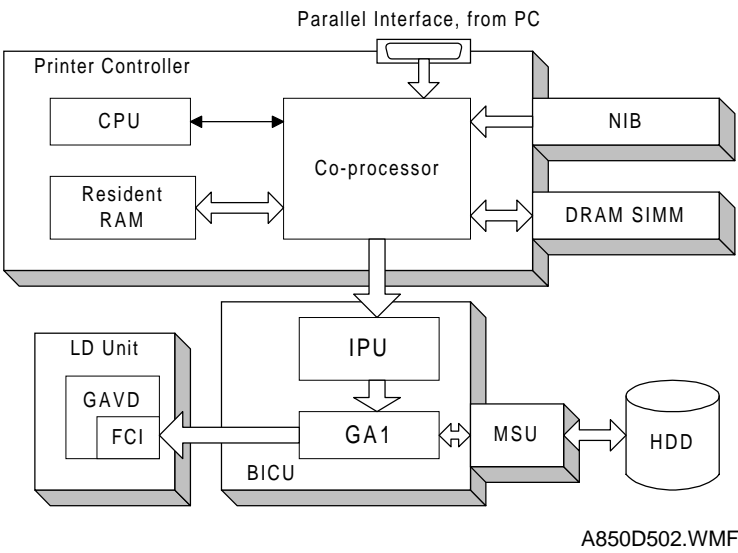 Parallel Interface, from PC
Printer Controller
CPU
NIB
Co-processor
Resident
RAM
DRAM SIMM
LD Unit
IPU
GAVD
FCI
GA1
MSU
HDD
BICU
A850D502.WMF